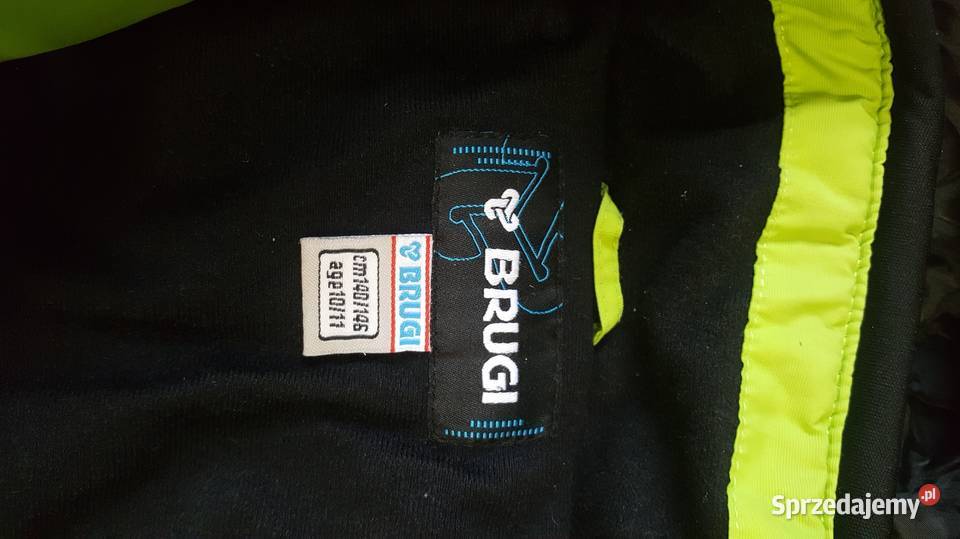 BRUGI
BRUGI
cm140/146
age10/11
Sprzedajemy.pl